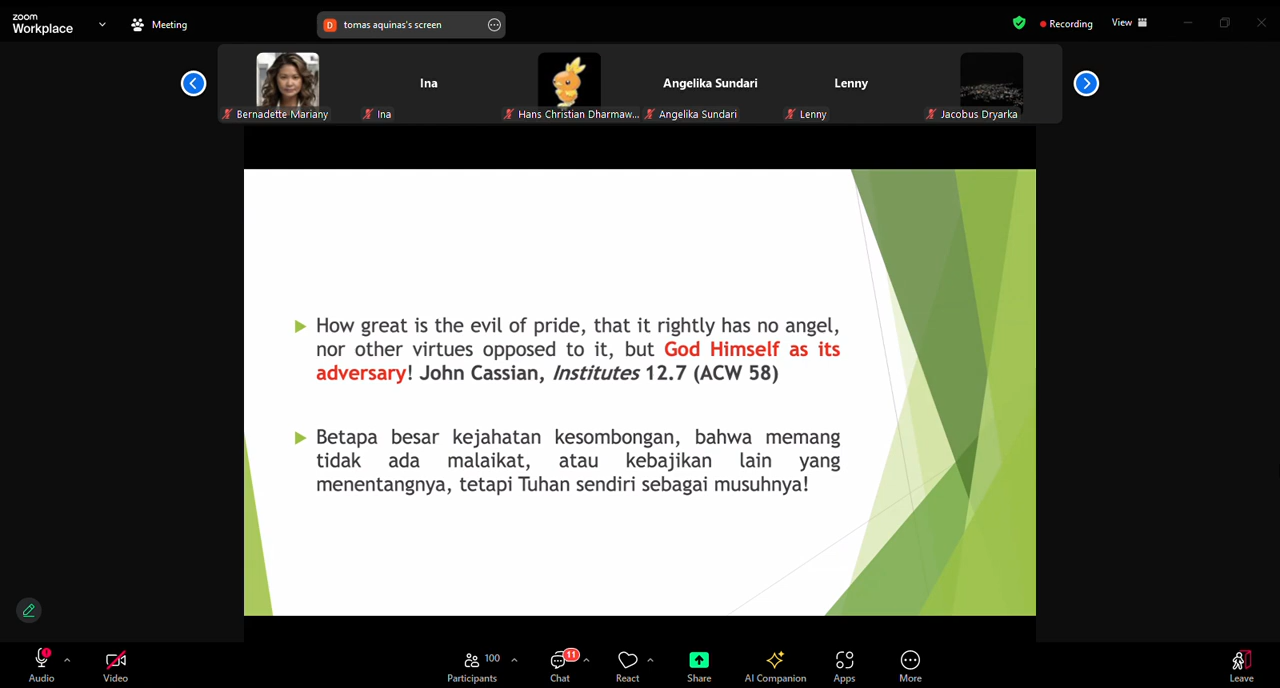 zoom
Workplace
Meeting
D tomas aquinas's screen
Recording
View
Ina
Angelika Sundari
Lenny
Bernadette Mariany
Ina
Hans Christian Dharmaw...
Angelika Sundari
Lenny
Jacobus Dryarka
How great is the evil of pride, that it rightly has no angel,
nor other virtues opposed to it, but God Himself as its
adversary! John Cassian, Institutes 12.7 (ACW 58)
Betapa besar kejahatan kesombongan, bahwa memang
tidak ada malaikat, atau kebajikan lain yang
menentangnya, tetapi Tuhan sendiri sebagai musuhnya!
Audio
Video
Participants
100
Chat
11
React
Share
AI Companion
Apps
More
Leave